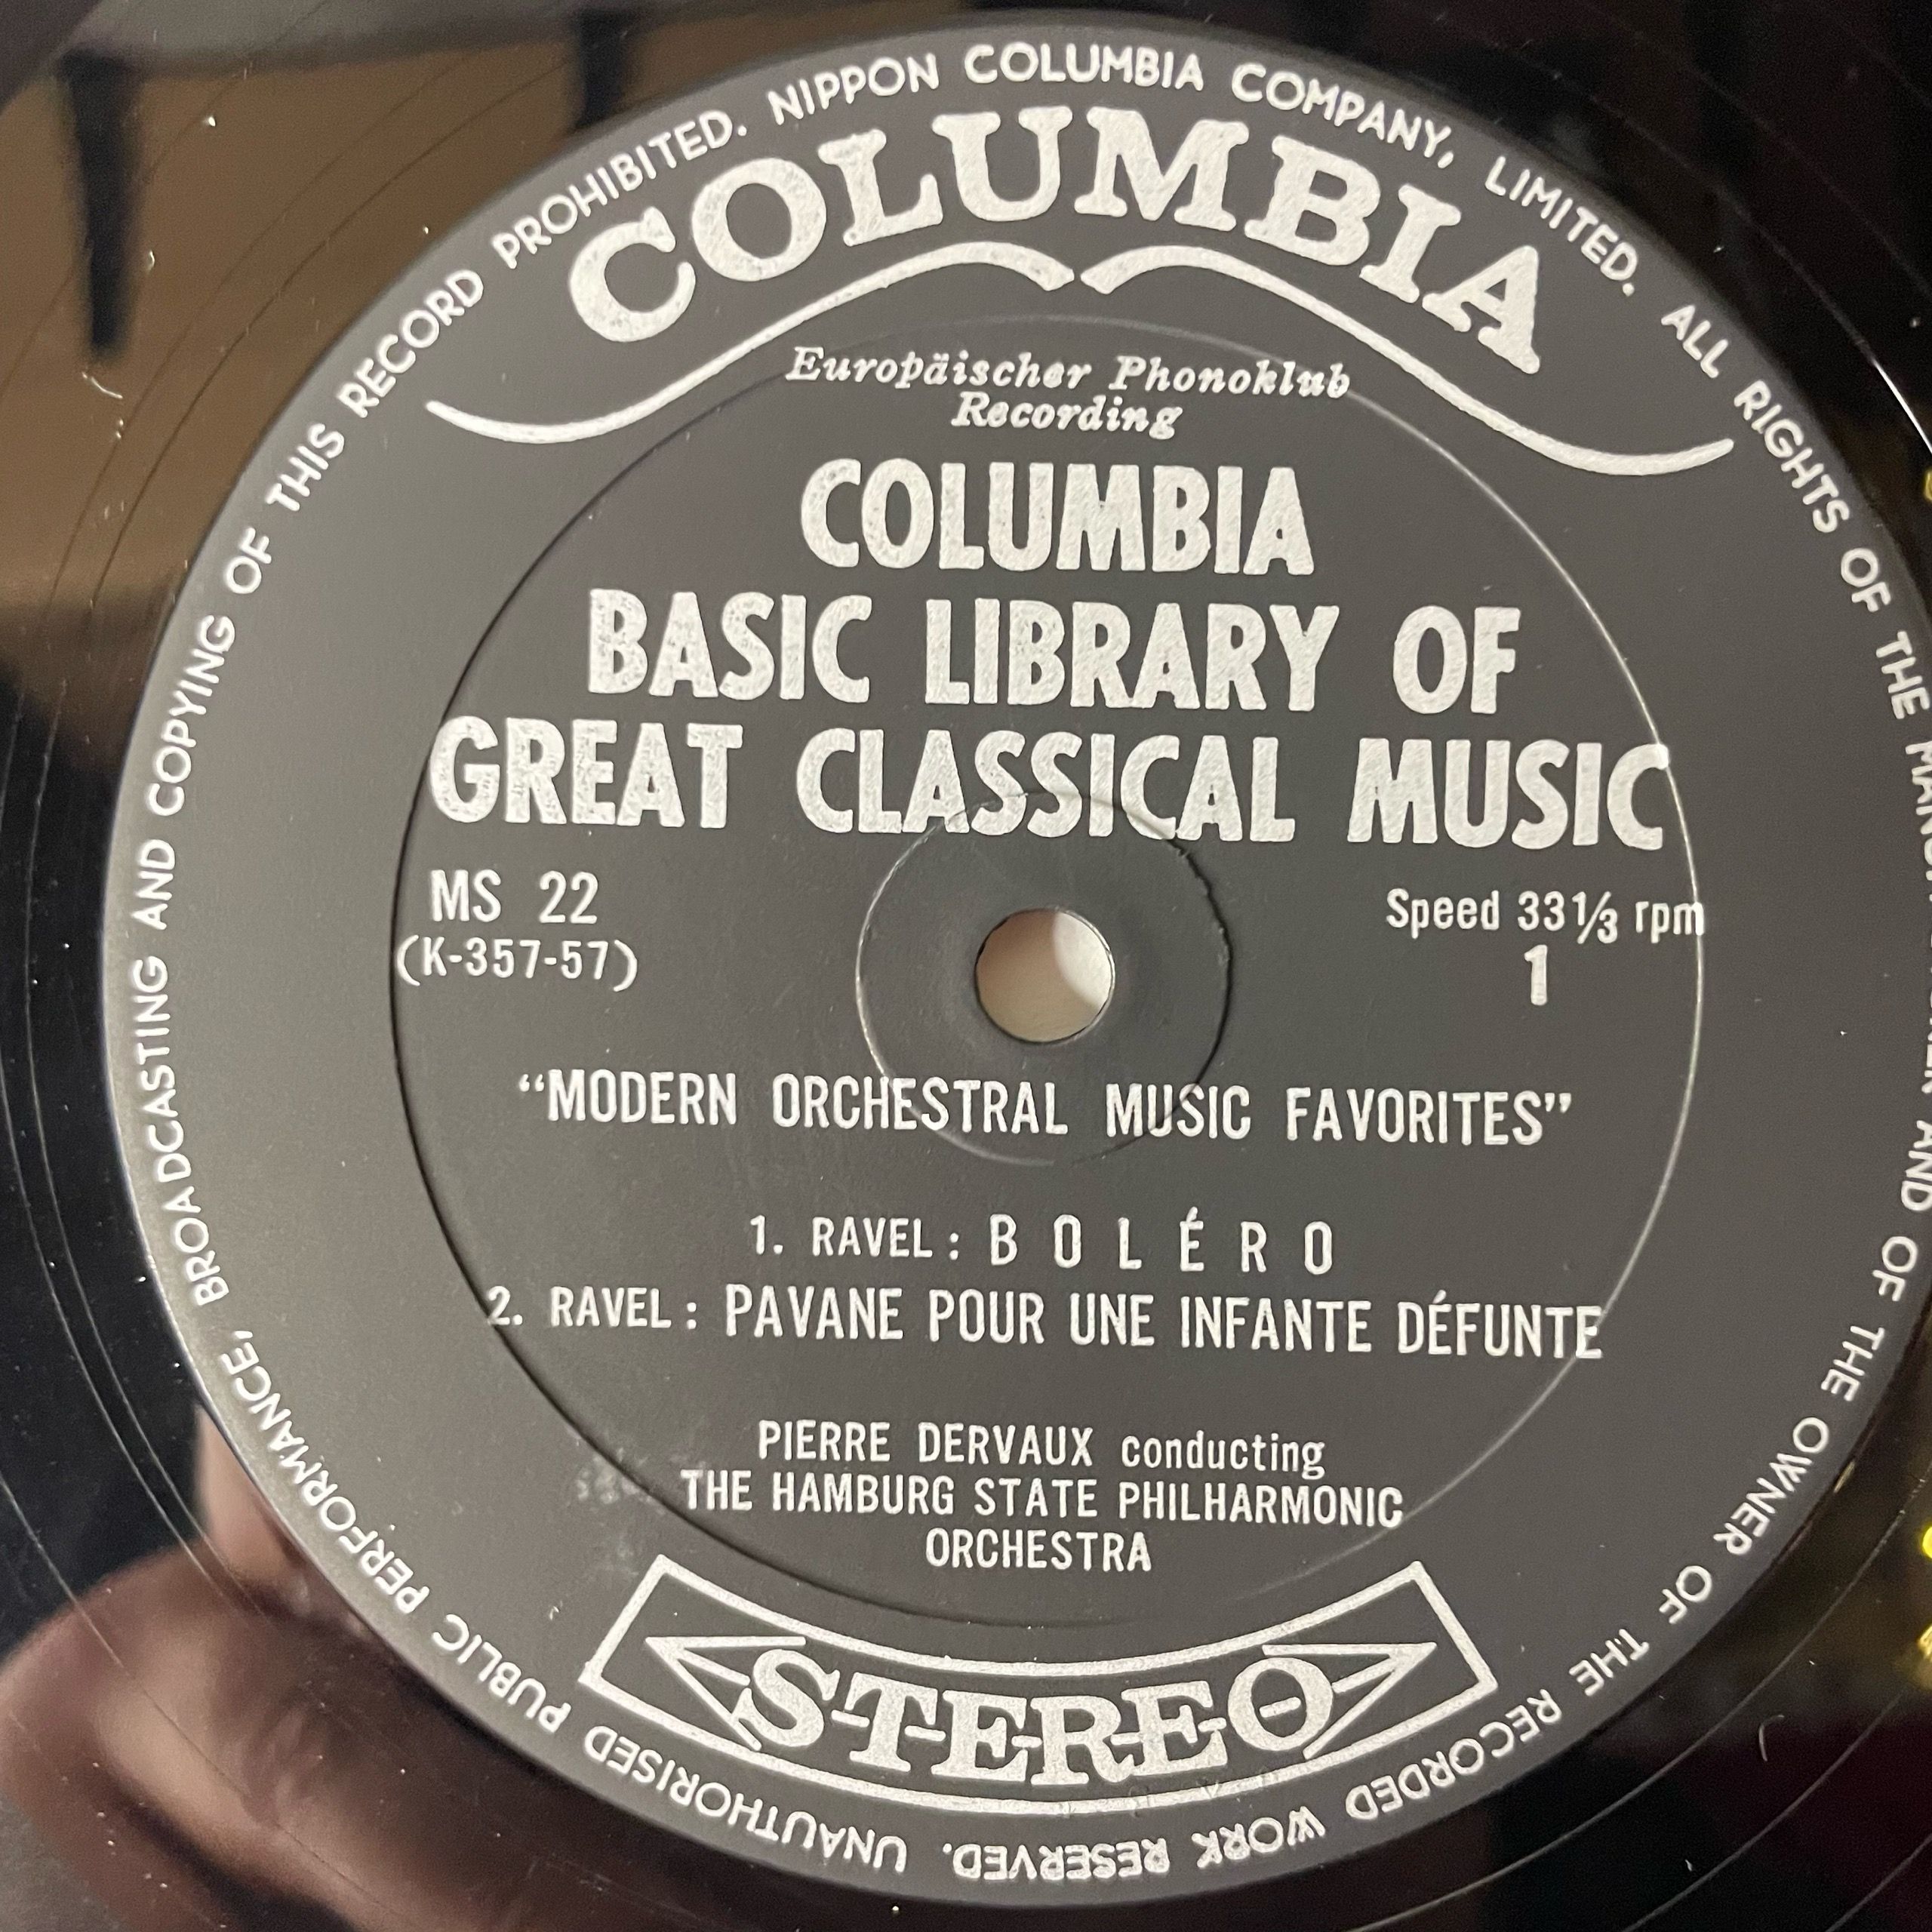 NIPPON COLUMBIA COMPANY, LIMITED. ALL RIGHTS OF THE AND OF THE OWNER OF THE RECORDED WORK RESERVED. UNAUTHORISED PUBLIC PERFORMANCE, BROADCASTING AND COPYING OF THIS RECORD PROHIBITED.
COLUMBIA
Europäischer Phonoklub
Recording
COLUMBIA
BASIC LIBRARY OF
GREAT CLASSICAL MUSIC
MS 22
(K-357-57)
Speed 33⅓ rpm
1
“MODERN ORCHESTRAL MUSIC FAVORITES”
1. RAVEL : BOLÉRO
2. RAVEL : PAVANE POUR UNE INFANTE DÉFUNTE
PIERRE DERVAUX conducting
THE HAMBURG STATE PHILHARMONIC
ORCHESTRA
STEREO